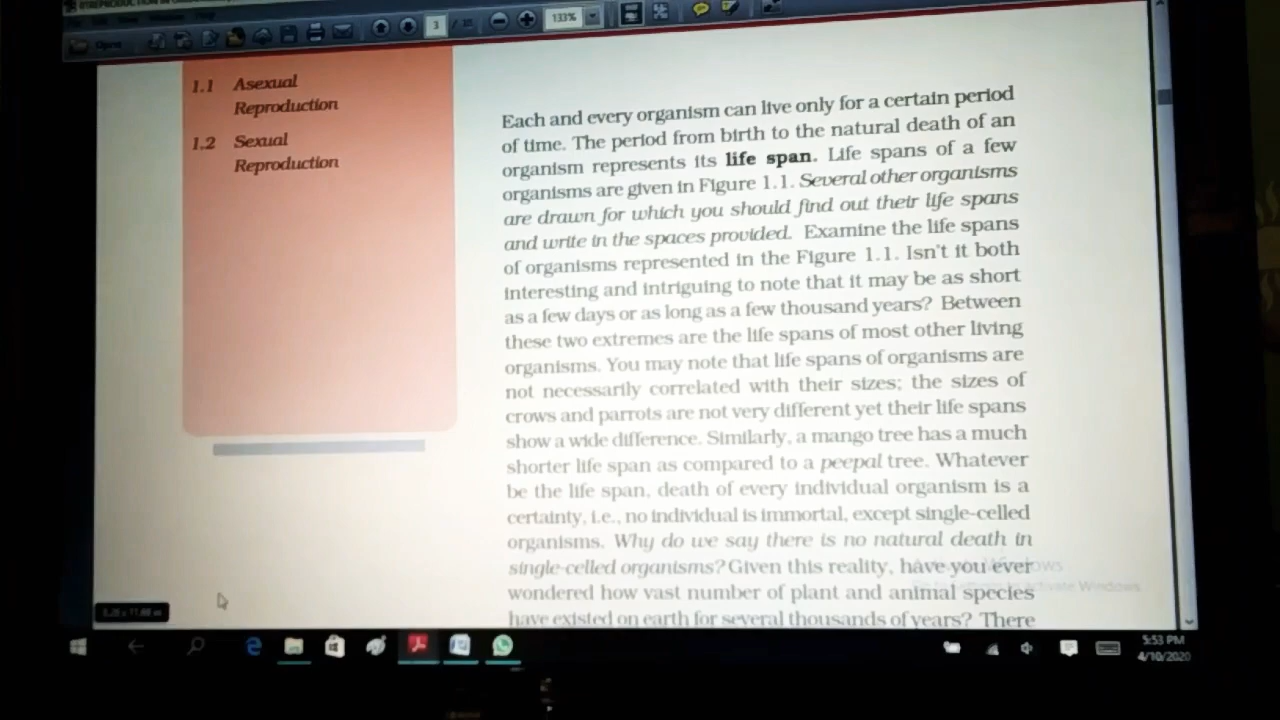 Open
3
133%
1.1 Asexual
Reproduction
1.2 Sexual
Reproduction
Each and every organism can live only for a certain period
of time. The period from birth to the natural death of an
organism represents its life span. Life spans of a few
organisms are given in Figure 1.1. Several other organisms
are drawn for which you should find out their life spans
and write in the spaces provided. Examine the life spans
of organisms represented in the Figure 1.1. Isn't it both
interesting and intriguing to note that it may be as short
as a few days or as long as a few thousand years? Between
these two extremes are the life spans of most other living
organisms. You may note that life spans of organisms are
not necessarily correlated with their sizes; the sizes of
crows and parrots are not very different yet their life spans
show a wide difference. Similarly, a mango tree has a much
shorter life span as compared to a peepal tree. Whatever
be the life span, death of every individual organism is a
certainty, i.e., no individual is immortal, except single-celled
organisms. Why do we say there is no natural death in
single-celled organisms? Given this reality, have you ever
wondered how vast number of plant and animal species
have existed on earth for several thousands of years? There
Activate Windows
5:53 PM
4/10/2020